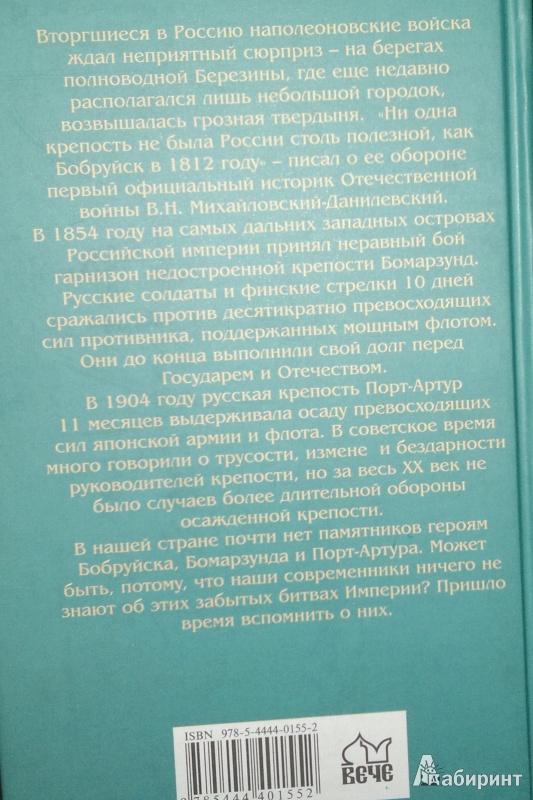 Вторгшиеся в Россию наполеоновские войска
ждал неприятный сюрприз – на берегах
полноводной Березины, где еще недавно
располагался лишь небольшой городок,
возвышалась грозная твердыня. "Ни одна
крепость не была России столь полезной, как
Бобруйск в 1812 году" – писал о ее обороне
первый официальный историк Отечественной
войны В.Н. Михайловский-Данилевский.
В 1854 году на самых дальних западных островах
Российской империи принял неравный бой
гарнизон недостроенной крепости Бомарзунд.
Русские солдаты и финские стрелки 10 дней
сражались против десятикратно превосходящих
сил противника, поддержанных мощным флотом.
Они до конца выполнили свой долг перед
Государем и Отечеством.
В 1904 году русская крепость Порт-Артур
11 месяцев выдерживала осаду превосходящих
сил японской армии и флота. В советское время
много говорили о трусости, измене и бездарности
руководителей крепости, но за весь XX век не
было случаев более длительной обороны
осажденной крепости.
В нашей стране почти нет памятников героям
Бобруйска, Бомарзунда и Порт-Артура. Может
быть, потому, что наши современники ничего не
знают об этих забытых битвах Империи? Пришло
время вспомнить о них.
ISBN 978-5-4444-0155-2
9 785444 401552
ВЕЧЕ
Лабиринт